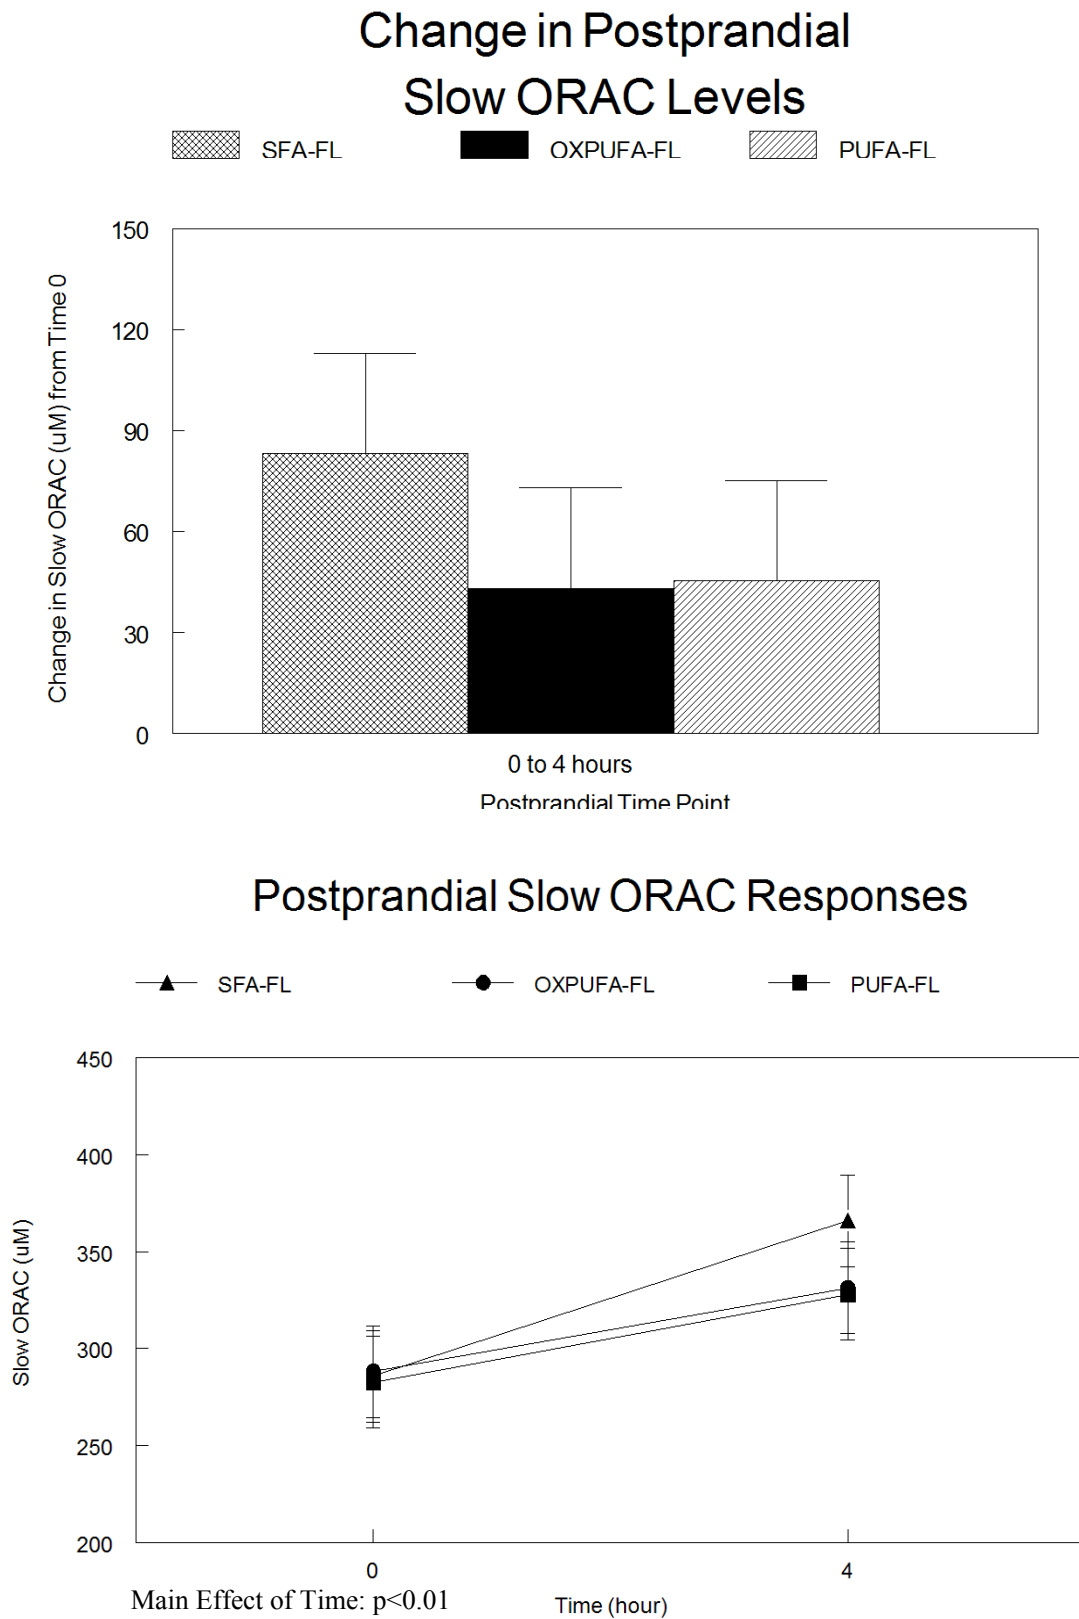 Change in Postprandial
Slow ORAC Levels
SFA-FL OXPUFA-FL PUFA-FL
Change in Slow ORAC (uM) from Time 0
150
120
90
60
30
0
0 to 4 hours
Postprandial Time Point
Postprandial Slow ORAC Responses
SFA-FL OXPUFA-FL PUFA-FL
Slow ORAC (uM)
450
400
350
300
250
200
0 4
Main Effect of Time: p<0.01 Time (hour)